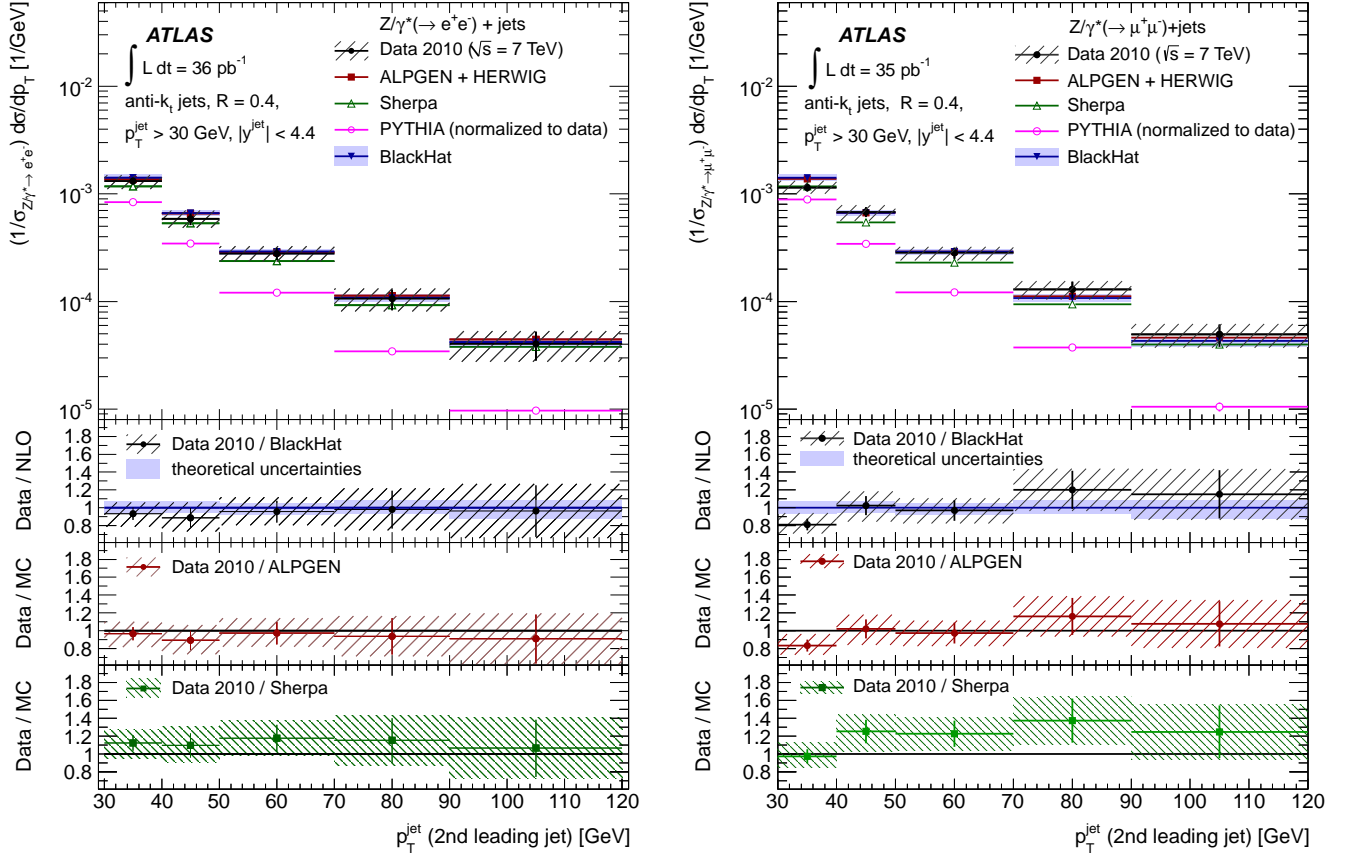 ATLAS
∫ L dt = 36 pb⁻¹
anti-kₜ jets, R = 0.4,
p_T^jet > 30 GeV, |y^jet| < 4.4
Z/γ*(→ e⁺e⁻) + jets
Data 2010 (√s = 7 TeV)
ALPGEN + HERWIG
Sherpa
PYTHIA (normalized to data)
BlackHat
(1/σ_Z/γ*→ e⁺e⁻) dσ/dp_T [1/GeV]
10⁻²
10⁻³
10⁻⁴
10⁻⁵
Data / NLO
1.8
1.6
1.4
1.2
1
0.8
Data 2010 / BlackHat
theoretical uncertainties
Data / MC
1.8
1.6
1.4
1.2
1
0.8
Data 2010 / ALPGEN
Data / MC
1.8
1.6
1.4
1.2
1
0.8
Data 2010 / Sherpa
30 40 50 60 70 80 90 100 110 120
p_T^jet (2nd leading jet) [GeV]
ATLAS
∫ L dt = 35 pb⁻¹
anti-kₜ jets, R = 0.4,
p_T^jet > 30 GeV, |y^jet| < 4.4
Z/γ*(→ μ⁺μ⁻)+jets
Data 2010 (√s = 7 TeV)
ALPGEN + HERWIG
Sherpa
PYTHIA (normalized to data)
BlackHat
(1/σ_Z/γ*→ μ⁺μ⁻) dσ/dp_T [1/GeV]
10⁻²
10⁻³
10⁻⁴
10⁻⁵
Data / NLO
1.8
1.6
1.4
1.2
1
0.8
Data 2010 / BlackHat
theoretical uncertainties
Data / MC
1.8
1.6
1.4
1.2
1
0.8
Data 2010 / ALPGEN
Data / MC
1.8
1.6
1.4
1.2
1
0.8
Data 2010 / Sherpa
30 40 50 60 70 80 90 100 110 120
p_T^jet (2nd leading jet) [GeV]